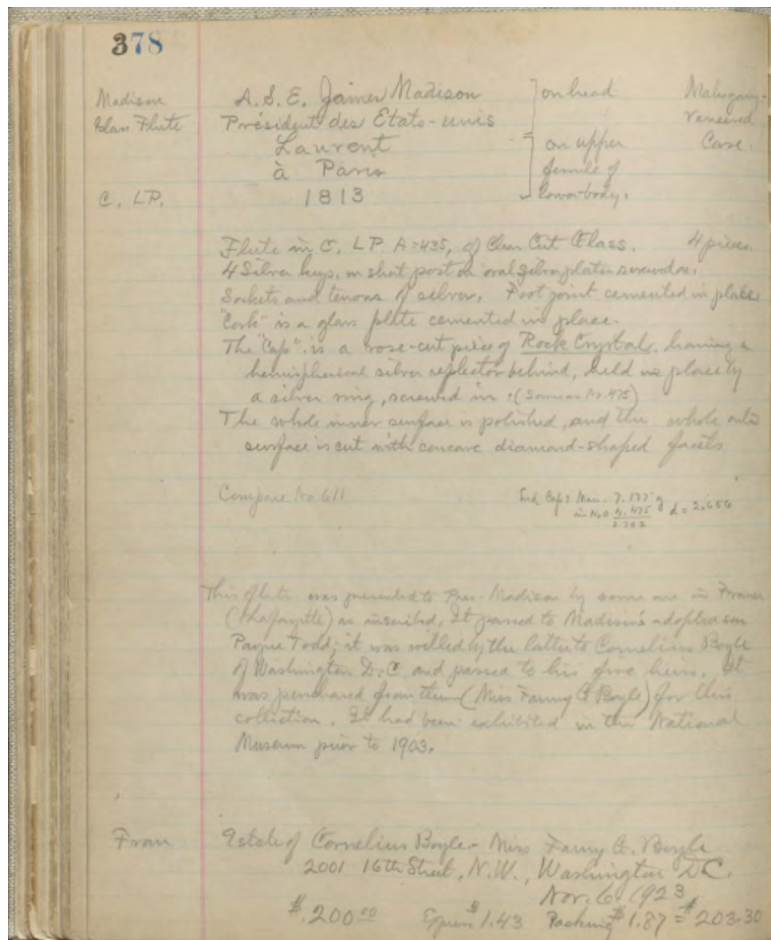 378
Madison
Glass Flute
A. S. E. James Madison
Président des Etats-unis
on head
Mahogany-
veneered
Case.
Laurent
à Paris
on upper
ferrule of
lower-body.
C, LP.
1813
Flute in C, LP. A=435, of Clear Cut Glass. 4 pieces.
4 Silver keys, on short post on oval silver plates
Sockets and tenons of silver. Foot joint cemented in place
"Cork" is a glass plate cemented in place.
The "Cap" is a rose-cut piece of Rock Crystal, having a
hemispherical silver reflector behind, held in place by
a silver ring, screwed in. (Same as No. 475)
The whole inner surface is polished, and the whole outer
surface is cut with concave diamond-shaped facets
Compare No. 611
d = 2.656
This flute was presented to Pres. Madison by some one in France
(Lafayette) as inscribed. It passed to Madison's adopted son
Payne Todd; it was willed by the latter to Cornelius Boyle
of Washington D.C. and passed to his five heirs. It
was purchased from them (Miss Fanny G Boyle) for this
collection. It had been exhibited in the National
Museum prior to 1903.
From
Estate of Cornelius Boyle - Miss Fanny G. Boyle
2001 16th Street, N.W., Washington D.C.
Nov. 6, 1923
$200.00 Express $1.43 Packing $1.87 = $203.30